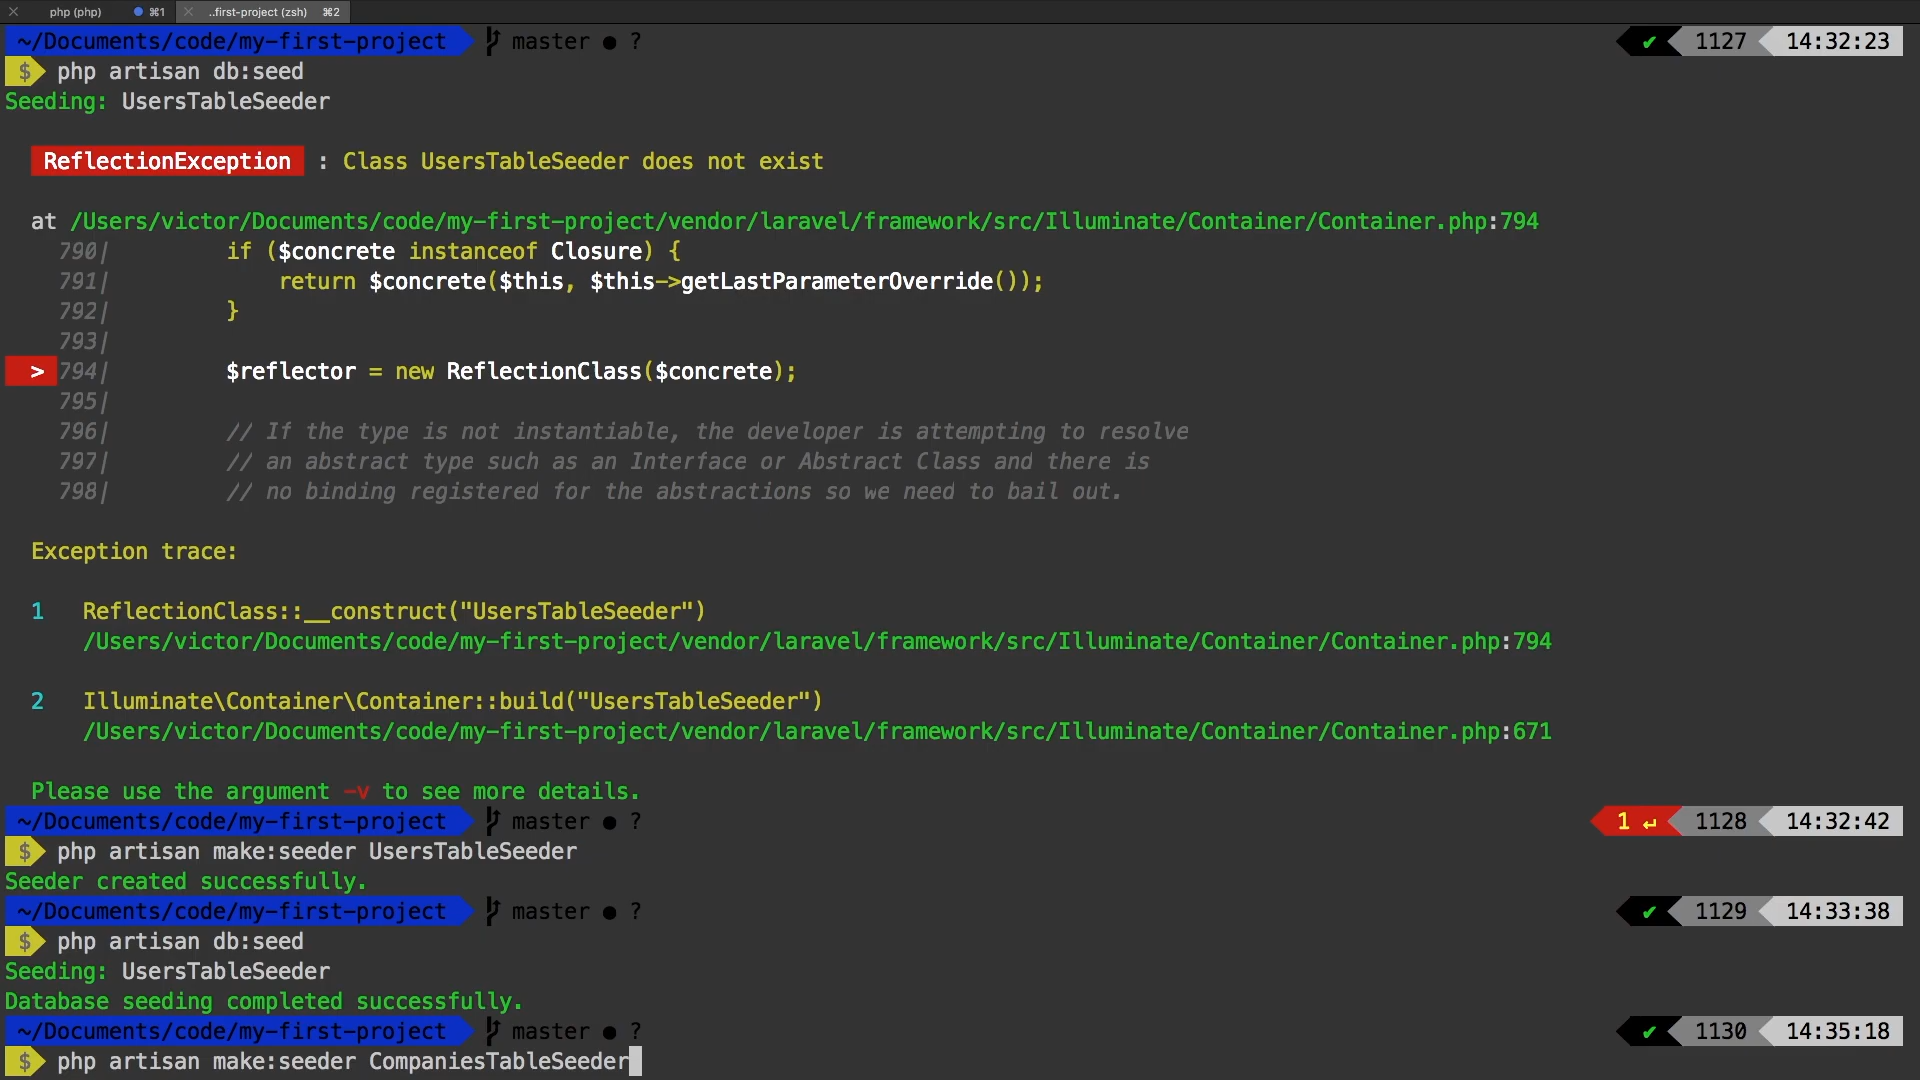 php (php) ⌘1 ..first-project (zsh) ⌘2
~/Documents/code/my-first-project master ● ? ✔ 1127 14:32:23
$ php artisan db:seed
Seeding: UsersTableSeeder
ReflectionException : Class UsersTableSeeder does not exist
at /Users/victor/Documents/code/my-first-project/vendor/laravel/framework/src/Illuminate/Container/Container.php:794
790| if ($concrete instanceof Closure) {
791| return $concrete($this, $this->getLastParameterOverride());
792| }
793|
> 794| $reflector = new ReflectionClass($concrete);
795|
796| // If the type is not instantiable, the developer is attempting to resolve
797| // an abstract type such as an Interface or Abstract Class and there is
798| // no binding registered for the abstractions so we need to bail out.
Exception trace:
1 ReflectionClass::__construct("UsersTableSeeder")
/Users/victor/Documents/code/my-first-project/vendor/laravel/framework/src/Illuminate/Container/Container.php:794
2 Illuminate\Container\Container::build("UsersTableSeeder")
/Users/victor/Documents/code/my-first-project/vendor/laravel/framework/src/Illuminate/Container/Container.php:671
Please use the argument -v to see more details.
~/Documents/code/my-first-project master ● ? 1 ↵ 1128 14:32:42
$ php artisan make:seeder UsersTableSeeder
Seeder created successfully.
~/Documents/code/my-first-project master ● ? ✔ 1129 14:33:38
$ php artisan db:seed
Seeding: UsersTableSeeder
Database seeding completed successfully.
~/Documents/code/my-first-project master ● ? ✔ 1130 14:35:18
$ php artisan make:seeder CompaniesTableSeeder